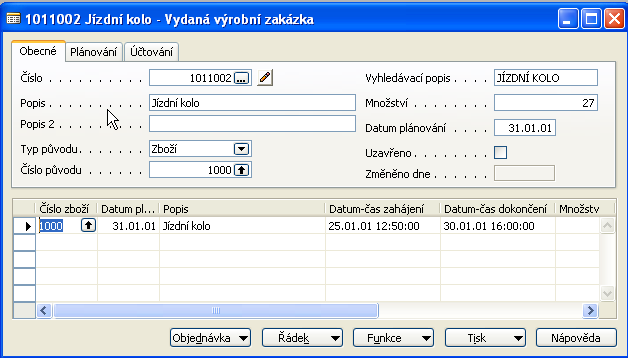 1011002 Jízdní kolo - Vydaná výrobní zakázka
Obecné Plánování Účtování
Číslo . . . . . . . . . . 1011002 ... Vyhledávací popis . . . . JÍZDNÍ KOLO
Popis . . . . . . . . . . Jízdní kolo Množství . . . . . . . . 27
Popis 2 . . . . . . . . . Datum plánování . . . . 31.01.01
Typ původu . . . . . . . Zboží Uzavřeno . . . . . . . .
Číslo původu . . . . . . 1000 Změněno dne . . . . . .
Číslo zboží Datum pl... Popis Datum-čas zahájení Datum-čas dokončení Množstv
1000 31.01.01 Jízdní kolo 25.01.01 12:50:00 30.01.01 16:00:00
Objednávka Řádek Funkce Tisk Nápověda